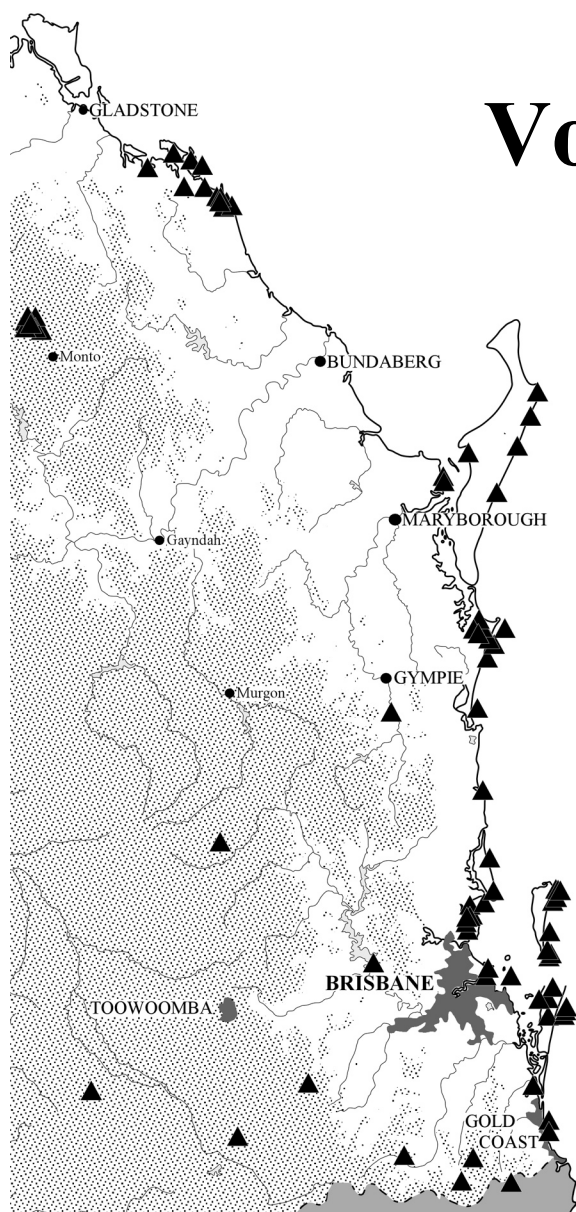 GLADSTONE
Vo
Monto
BUNDABERG
MARYBOROUGH
Gayndah
GYMPIE
Murgon
BRISBANE
TOOWOOMBA
GOLD
COAST